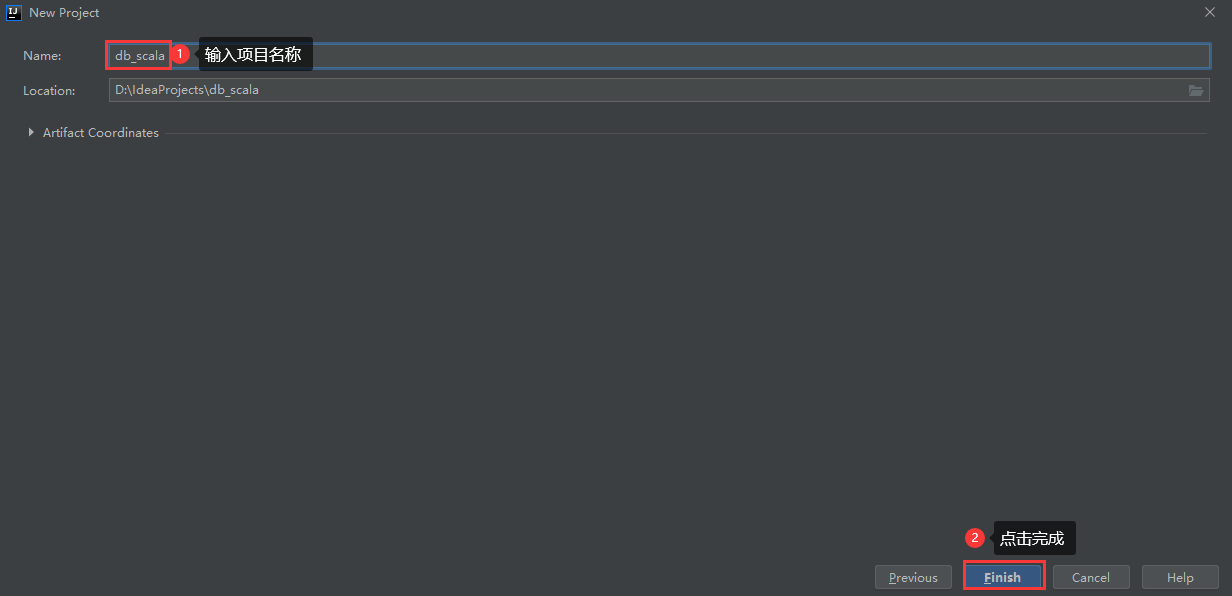 New Project
Name: db_scala 1 输入项目名称
Location: D:\IdeaProjects\db_scala
Artifact Coordinates
2 点击完成
Previous Finish Cancel Help